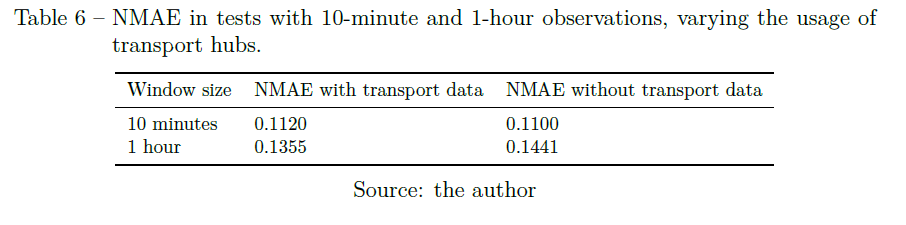 Table 6 – NMAE in tests with 10-minute and 1-hour observations, varying the usage of
transport hubs.
Window size NMAE with transport data NMAE without transport data
10 minutes 0.1120 0.1100
1 hour 0.1355 0.1441
Source: the author